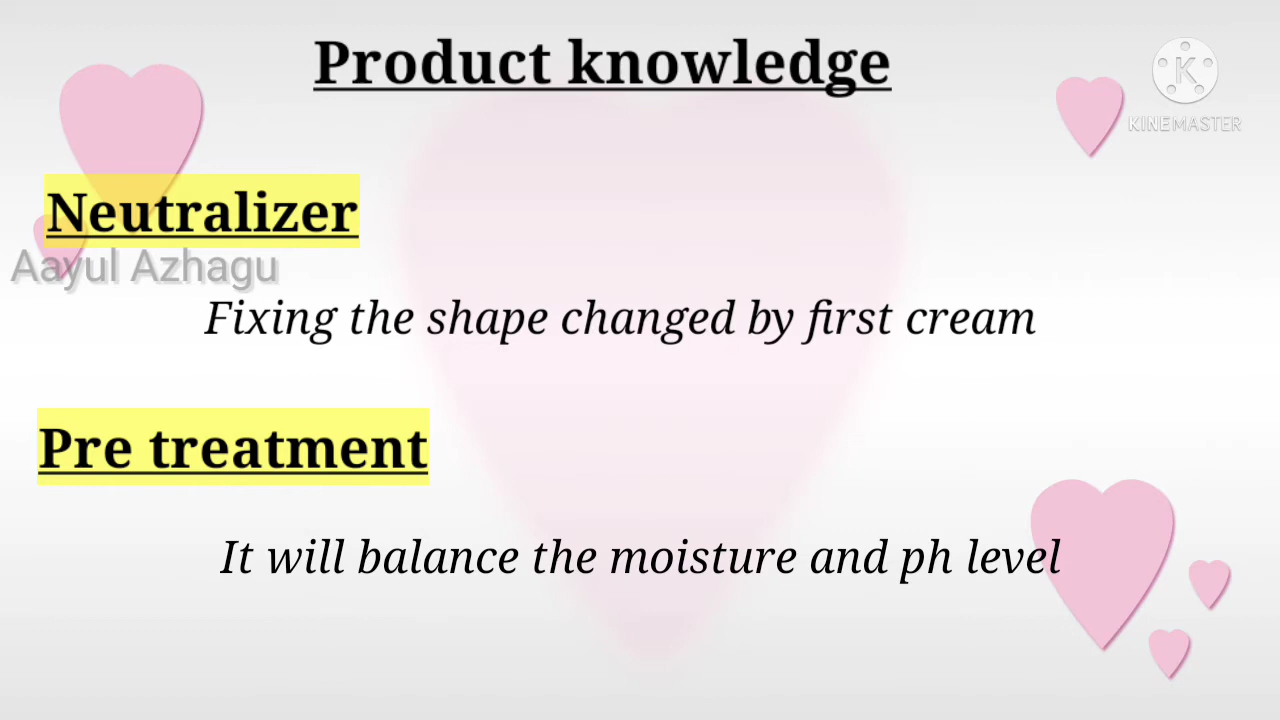 Product knowledge
K
KINEMASTER
Neutralizer
Aayul Azhagu
Fixing the shape changed by first cream
Pre treatment
It will balance the moisture and ph level